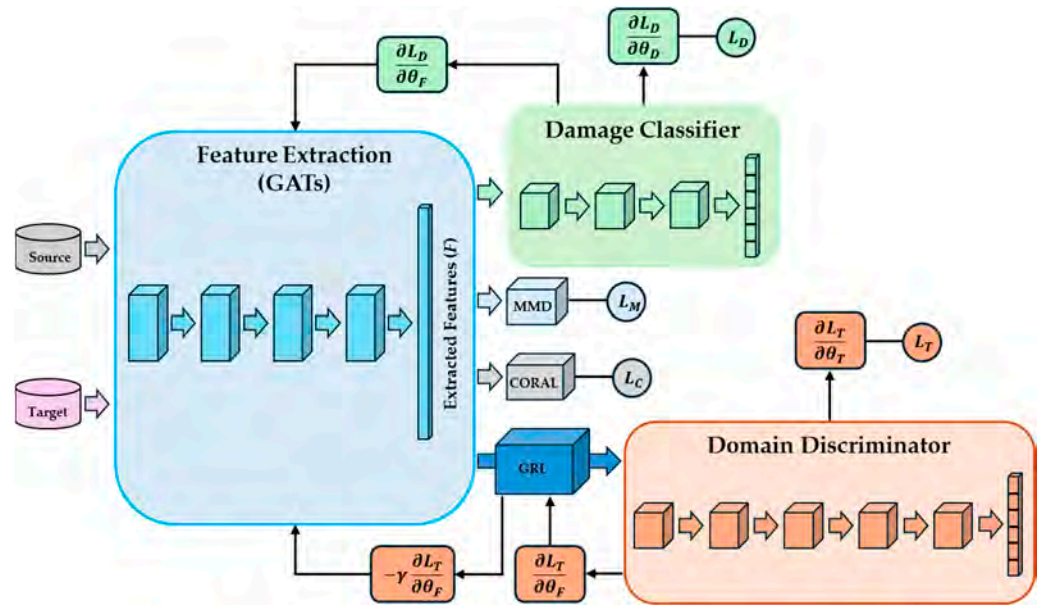 ∂L_D
∂θ_F
∂L_D
∂θ_D
L_D
Feature Extraction
(GATs)
Damage Classifier
Source
Target
Extracted Features (F)
MMD
L_M
CORAL
L_C
GRL
∂L_T
∂θ_T
L_T
Domain Discriminator
−γ ∂L_T
∂θ_F
∂L_T
∂θ_F